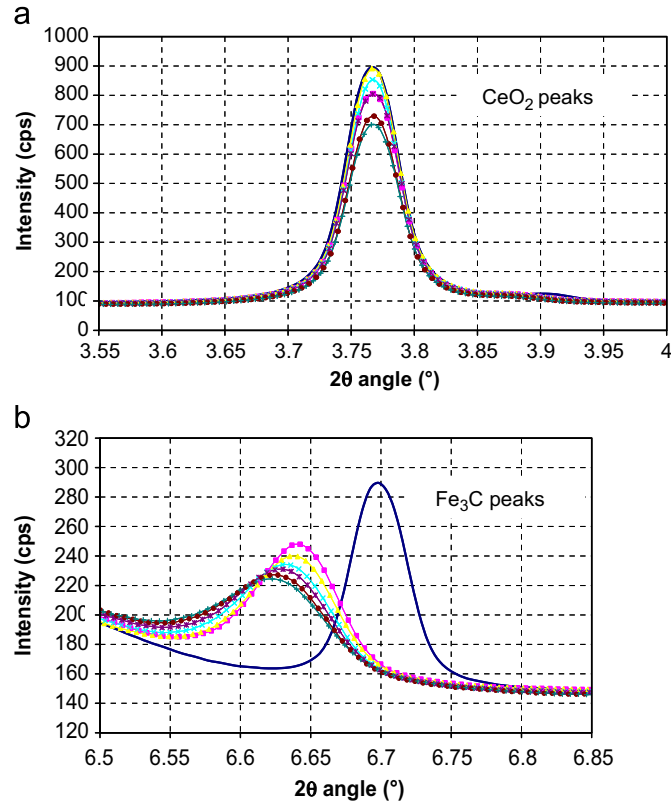 a
1000
900
800
700
600
500
400
300
200
100
0
Intensity (cps)
CeO2 peaks
3.55 3.6 3.65 3.7 3.75 3.8 3.85 3.9 3.95 4
2θ angle (°)
b
320
300
280
260
240
220
200
180
160
140
120
Intensity (cps)
Fe3C peaks
6.5 6.55 6.6 6.65 6.7 6.75 6.8 6.85
2θ angle (°)